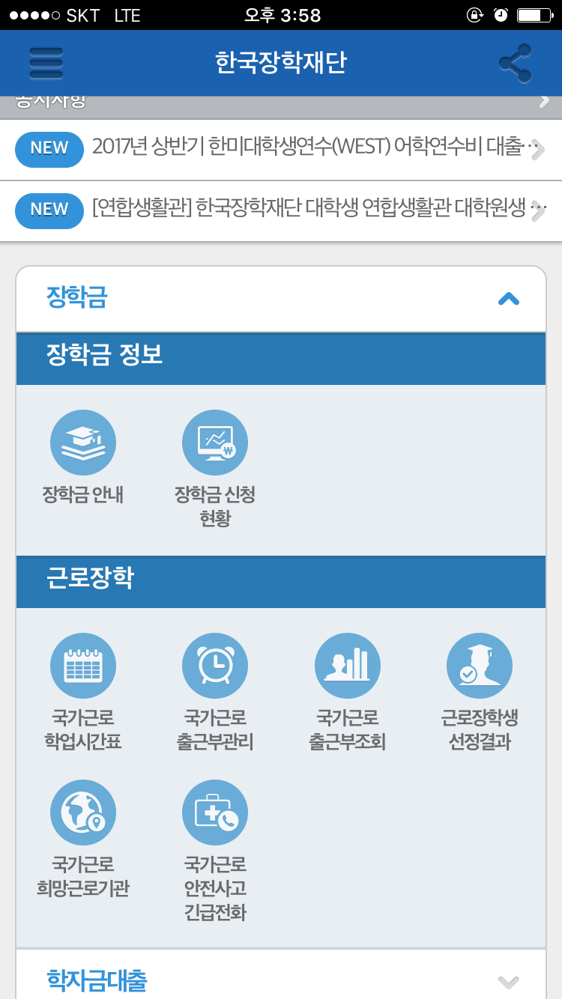 SKT LTE 오후 3:58
한국장학재단
공지사항
NEW 2017년 상반기 한미대학생연수(WEST) 어학연수비 대출…
NEW [연합생활관] 한국장학재단 대학생 연합생활관 대학원생 …
장학금
장학금 정보
장학금 안내
장학금 신청
현황
근로장학
국가근로
학업시간표
국가근로
출근부관리
국가근로
출근부조회
근로장학생
선정결과
국가근로
희망근로기관
국가근로
안전사고
긴급전화
학자금대출